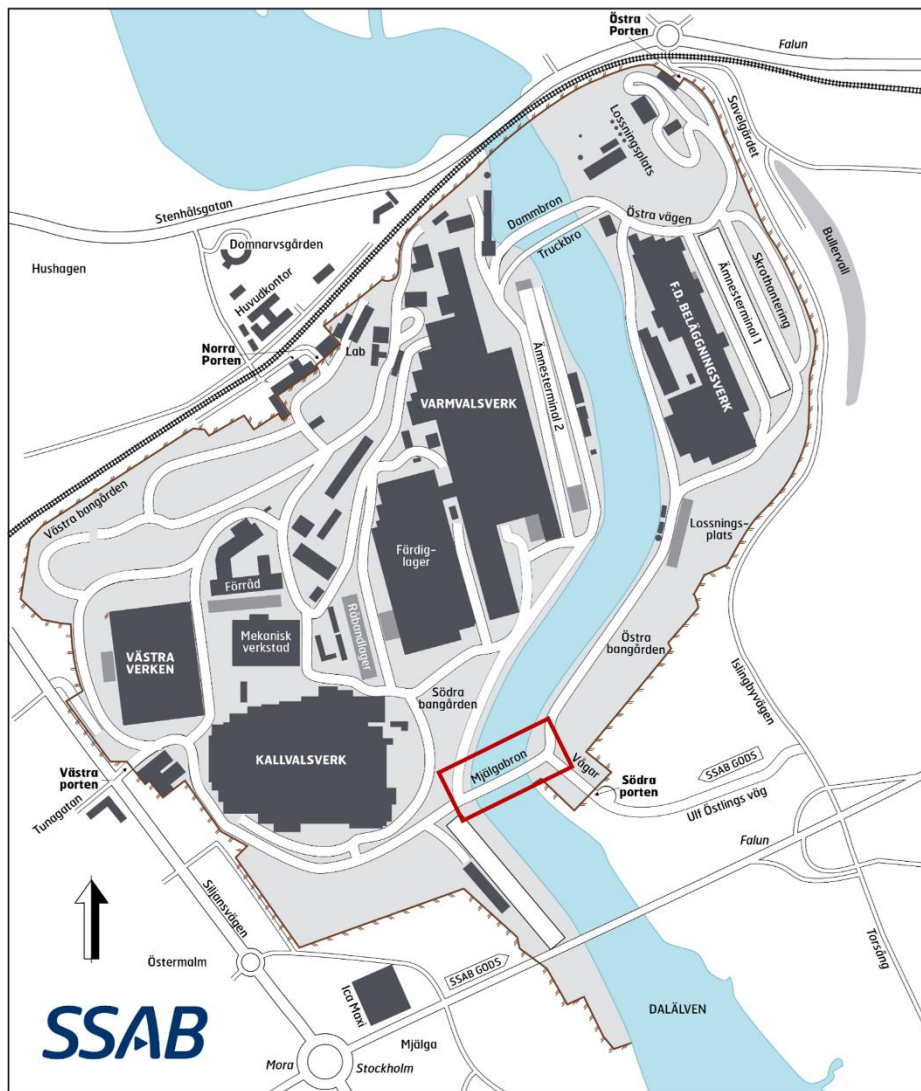 Östra
Porten
Falun
Savelgärdet
Lossningsplats
Stenhålsgatan
Dammbron
Östra vägen
Truckbro
Domnarvsgården
Hushagen
Bullervall
Huvudkontor
Skrothantering
Ämnesterminal 1
F.D. BELÄGGNINGSVERK
Norra
Porten
Lab
VARMVALSVERK
Ämnesterminal 2
Västra bangården
Lossnings-
plats
Färdig-
lager
Förråd
Råbandlager
Mekanisk
verkstad
Östra
bangården
VÄSTRA
VERKEN
Islingbyvägen
Södra
bangården
KALLVALSVERK
Mjälgabron
Vågar
SSAB GODS
Västra
porten
Södra
porten
Tunagatan
Ulf Östlings väg
Falun
Siljansvägen
Torsång
Östermalm
SSAB GODS
Ica Maxi
SSAB
DALÄLVEN
Mjälga
Mora
Stockholm